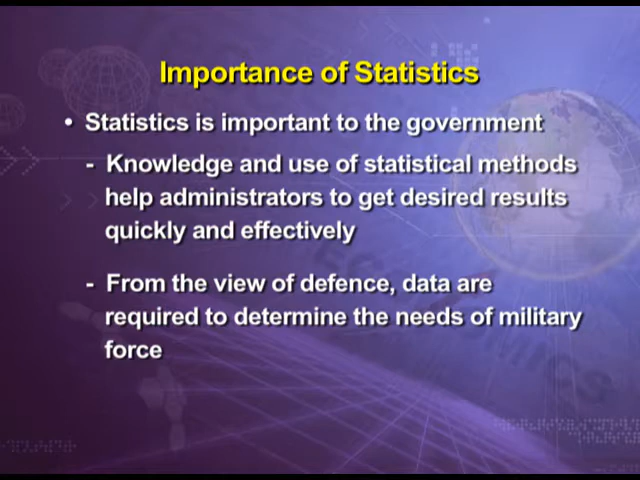 Importance of Statistics
• Statistics is important to the government
- Knowledge and use of statistical methods
help administrators to get desired results
quickly and effectively
- From the view of defence, data are
required to determine the needs of military
force